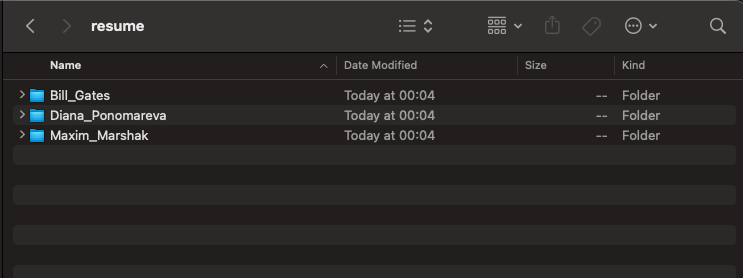 resume
Name Date Modified Size Kind
Bill_Gates Today at 00:04 -- Folder
Diana_Ponomareva Today at 00:04 -- Folder
Maxim_Marshak Today at 00:04 -- Folder